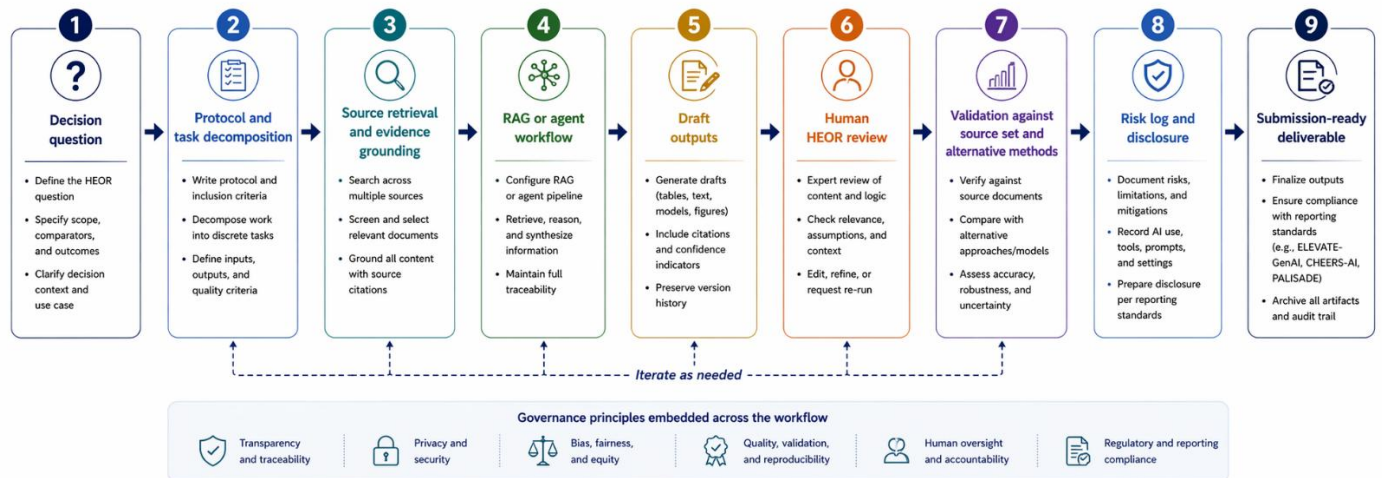 1
Decision
question
• Define the HEOR
question
• Specify scope,
comparators,
and outcomes
• Clarify decision
context and
use case
2
Protocol and
task decomposition
• Write protocol and
inclusion criteria
• Decompose work
into discrete tasks
• Define inputs,
outputs, and
quality criteria
3
Source retrieval
and evidence
grounding
• Search across
multiple sources
• Screen and select
relevant documents
• Ground all content
with source
citations
4
RAG or agent
workflow
• Configure RAG
or agent pipeline
• Retrieve, reason,
and synthesize
information
• Maintain full
traceability
5
Draft
outputs
• Generate drafts
(tables, text,
models, figures)
• Include citations
and confidence
indicators
• Preserve version
history
6
Human
HEOR review
• Expert review of
content and logic
• Check relevance,
assumptions, and
context
• Edit, refine, or
request re-run
7
Validation against
source set and
alternative methods
• Verify against
source documents
• Compare with
alternative
approaches/models
• Assess accuracy,
robustness, and
uncertainty
8
Risk log and
disclosure
• Document risks,
limitations, and
mitigations
• Record AI use,
tools, prompts,
and settings
• Prepare disclosure
per reporting
standards
9
Submission-ready
deliverable
• Finalize outputs
• Ensure compliance
with reporting
standards
(e.g., ELEVATE-
GenAI, CHEERS-AI,
PALISADE)
• Archive all artifacts
and audit trail
Iterate as needed
Governance principles embedded across the workflow
Transparency
and traceability
Privacy and
security
Bias, fairness,
and equity
Quality, validation,
and reproducibility
Human oversight
and accountability
Regulatory and reporting
compliance